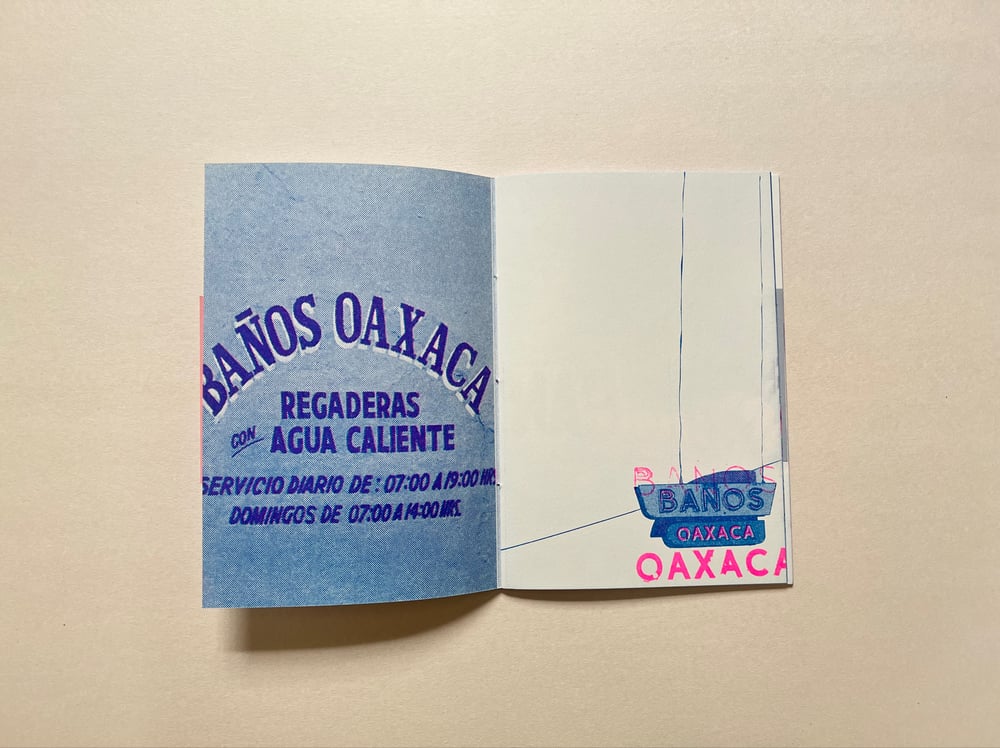 BAÑOS OAXACA
REGADERAS
CON AGUA CALIENTE
SERVICIO DIARIO DE: 07:00 A 19:00 HRS
DOMINGOS DE 07:00 A 14:00 HRS.
BAÑOS
BAÑOS
OAXACA
OAXACA